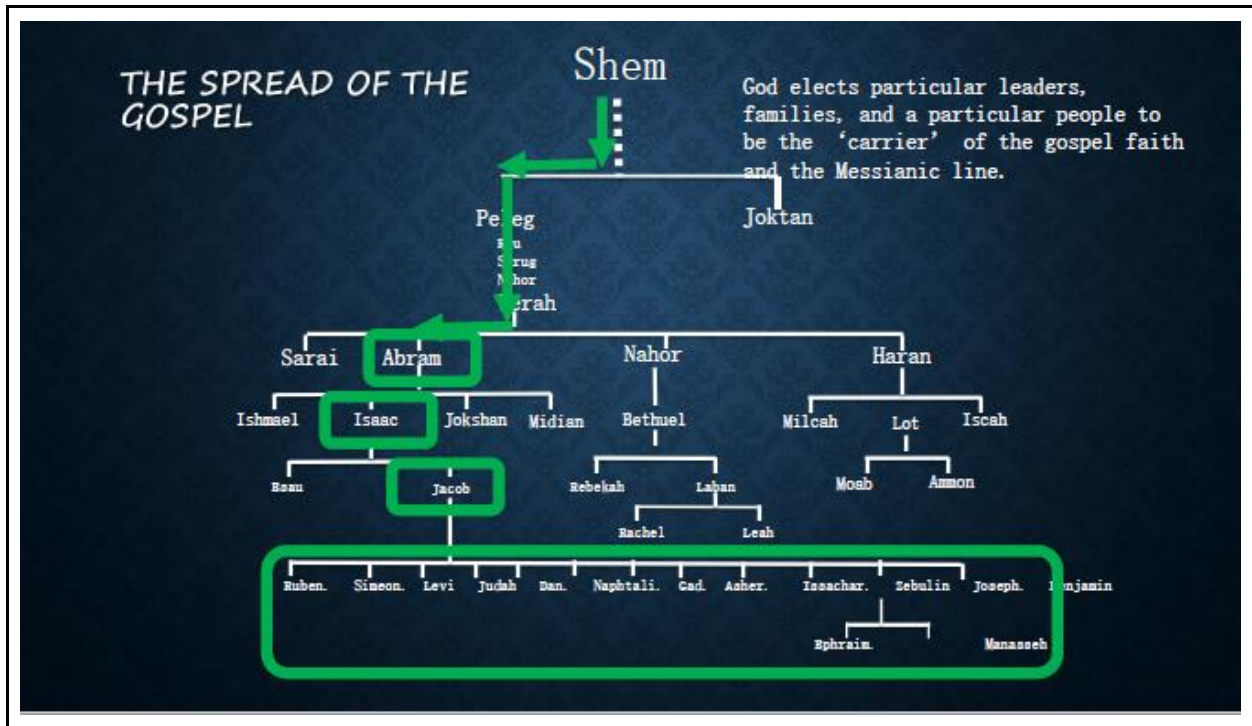 THE SPREAD OF THE
GOSPEL
Shem
God elects particular leaders,
families, and a particular people to
be the ‘carrier’ of the gospel faith
and the Messianic line.
Peleg Joktan
Sarai Abram Nahor Haran
Ishmael Isaac Jokshan Midian Bethuel Milcah Lot Iscah
Esau Jacob Rebekah Laban Moab Ammon
Rachel Leah
Ruben. Simeon. Levi Judah Dan. Naphtali. Gad. Asher. Issachar. Zebulin Joseph.
Ephraim. Manasseh